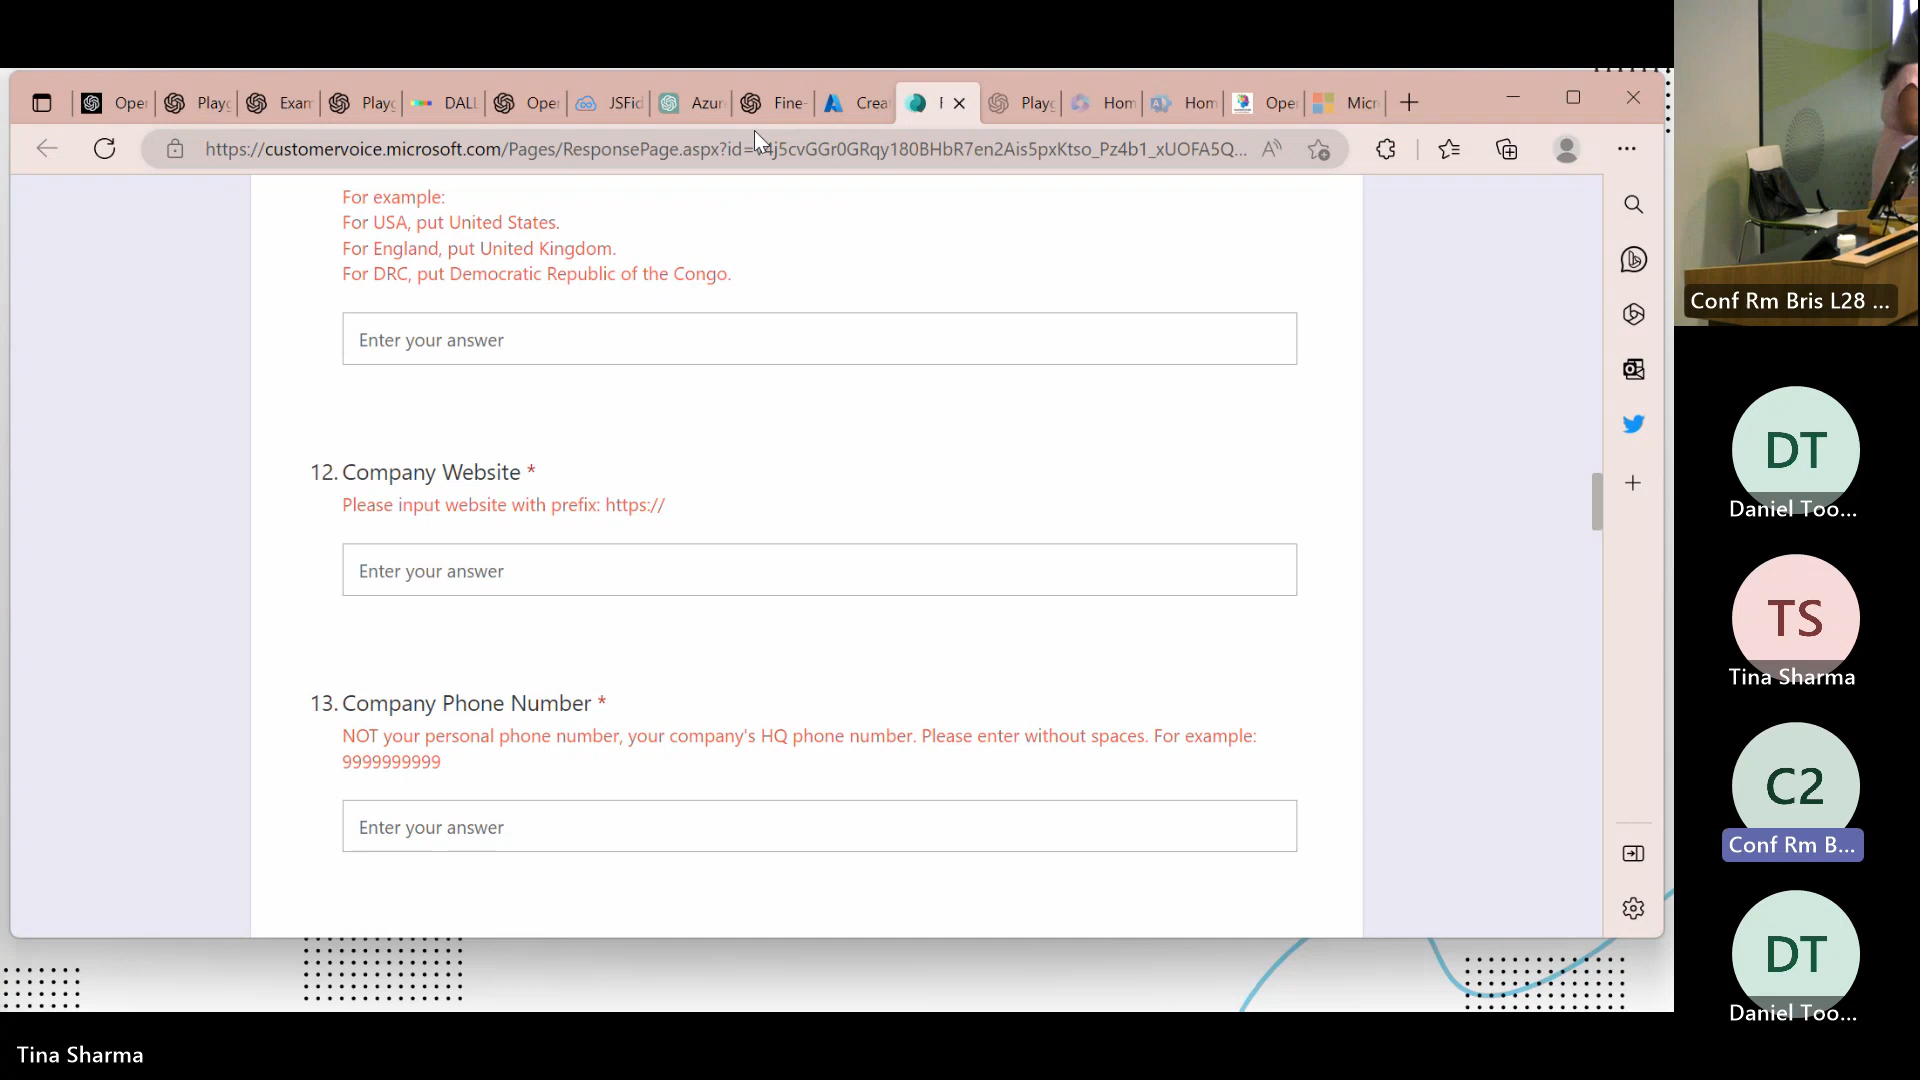 Oper
Playg
Exam
Playg
DALL
Oper
JSFid
Azur
Fine-
Crea
Playg
Hom
Hom
Oper
Micr
https://customervoice.microsoft.com/Pages/ResponsePage.aspx?id=
For example:
For USA, put United States.
For England, put United Kingdom.
For DRC, put Democratic Republic of the Congo.
Enter your answer
12. Company Website *
Please input website with prefix: https://
Enter your answer
13. Company Phone Number *
NOT your personal phone number, your company's HQ phone number. Please enter without spaces. For example:
9999999999
Enter your answer
Conf Rm Bris L28 ...
DT
Daniel Too...
TS
Tina Sharma
C2
Conf Rm B...
DT
Daniel Too...
Tina Sharma